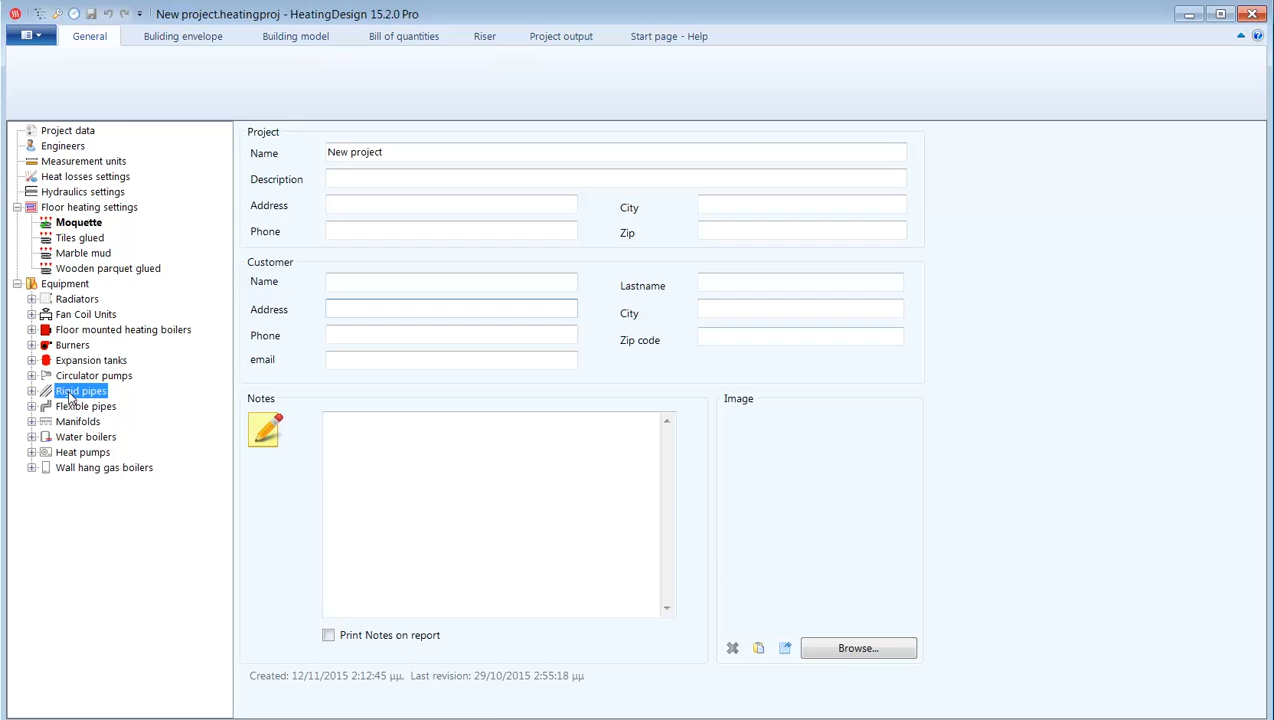 New project.heatingproj - HeatingDesign 15.2.0 Pro
General Buliding envelope Building model Bill of quantities Riser Project output Start page - Help
Project data
Engineers
Measurement units
Heat losses settings
Hydraulics settings
Floor heating settings
Moquette
Tiles glued
Marble mud
Wooden parquet glued
Equipment
Radiators
Fan Coil Units
Floor mounted heating boilers
Burners
Expansion tanks
Circulator pumps
Rigid pipes
Flexible pipes
Manifolds
Water boilers
Heat pumps
Wall hang gas boilers
Project
Name New project
Description
Address City
Phone Zip
Customer
Name Lastname
Address City
Phone Zip code
email
Notes
Print Notes on report
Image
Browse...
Created: 12/11/2015 2:12:45 μμ. Last revision: 29/10/2015 2:55:18 μμ